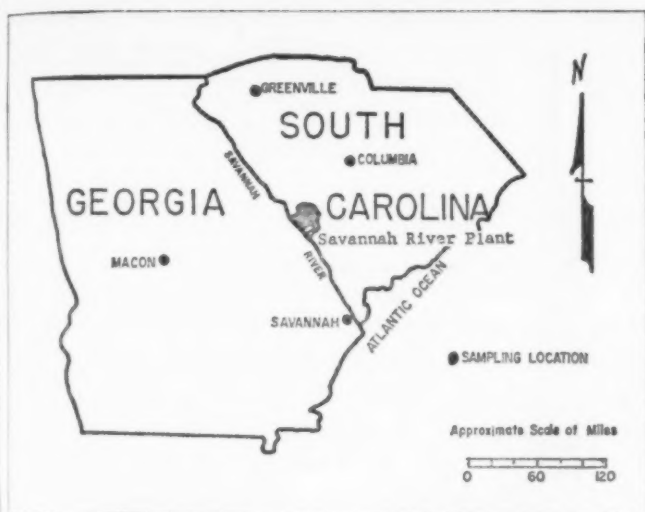 N
GREENVILLE
SOUTH
COLUMBIA
SAVANNAH
GEORGIA
CAROLINA
Savannah River Plant
RIVER
MACON
ATLANTIC OCEAN
SAVANNAH
SAMPLING LOCATION
Approximate Scale of Miles
0 60 120